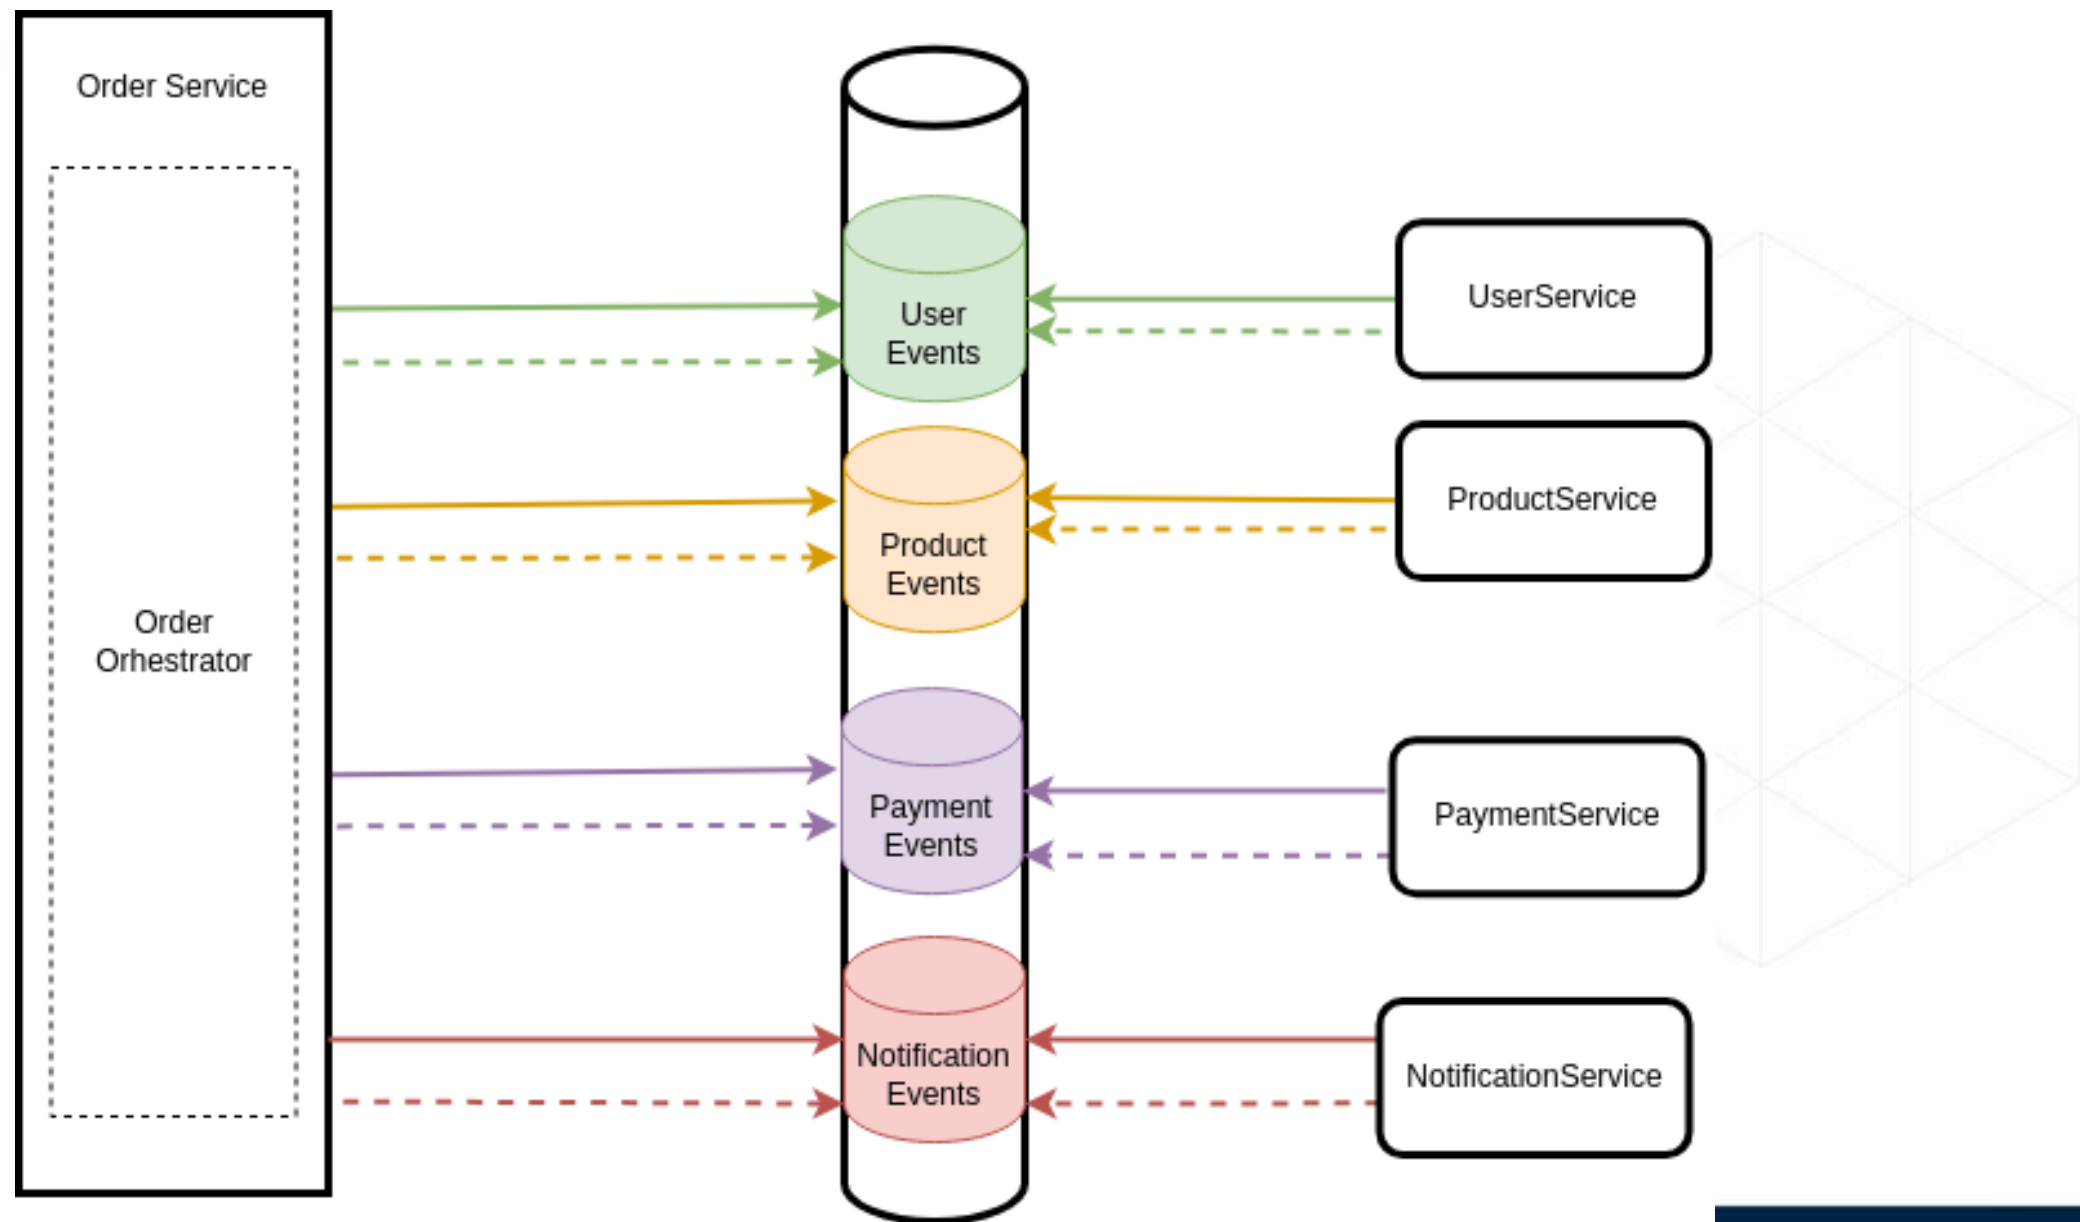 Order Service
Order
Orhestrator
User
Events
Product
Events
Payment
Events
Notification
Events
UserService
ProductService
PaymentService
NotificationService